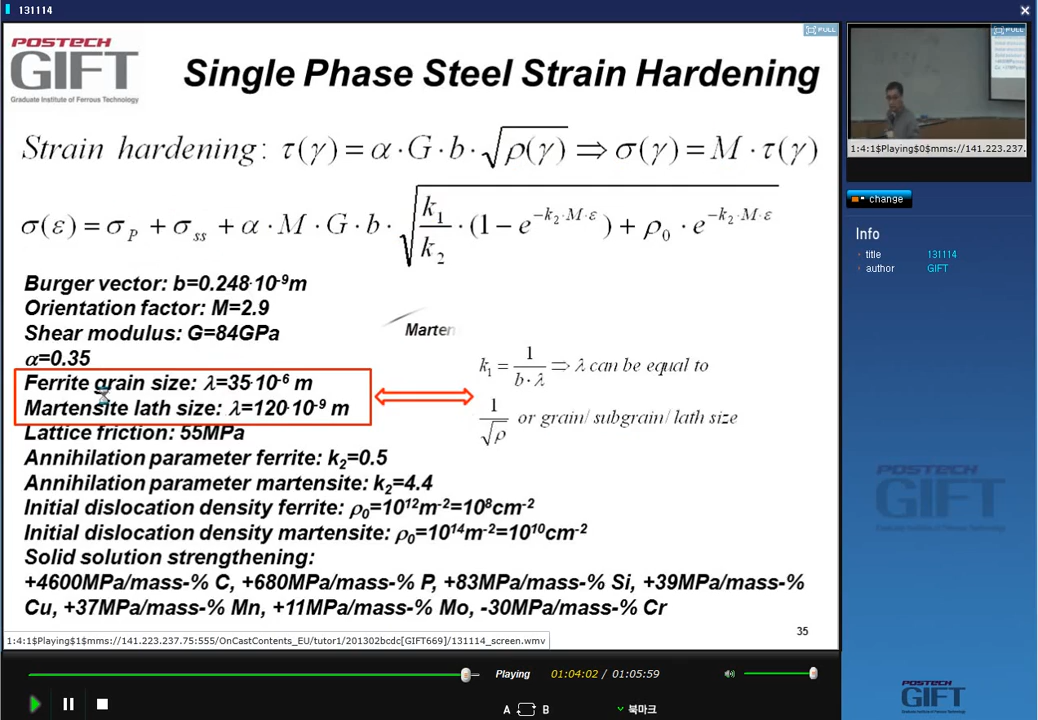 131114
FULL
POSTECH
GIFT
Graduate Institute of Ferrous Technology
Single Phase Steel Strain Hardening
Strain hardening: τ(γ) = α · G · b · √ρ(γ) ⇒ σ(γ) = M · τ(γ)
σ(ε) = σ_P + σ_ss + α · M · G · b · √(k₁/k₂ · (1 − e^(−k₂·M·ε)) + ρ₀ · e^(−k₂·M·ε))
Burger vector: b=0.248·10⁻⁹m
Orientation factor: M=2.9
Shear modulus: G=84GPa
α=0.35
Ferrite grain size: λ=35·10⁻⁶ m
Martensite lath size: λ=120·10⁻⁹ m
Lattice friction: 55MPa
Annihilation parameter ferrite: k₂=0.5
Annihilation parameter martensite: k₂=4.4
Initial dislocation density ferrite: ρ₀=10¹²m⁻²=10⁸cm⁻²
Initial dislocation density martensite: ρ₀=10¹⁴m⁻²=10¹⁰cm⁻²
Solid solution strengthening:
+4600MPa/mass-% C, +680MPa/mass-% P, +83MPa/mass-% Si, +39MPa/mass-%
Cu, +37MPa/mass-% Mn, +11MPa/mass-% Mo, -30MPa/mass-% Cr
Marten
k₁ = 1/(b·λ) ⇒ λ can be equal to
1/√ρ or grain/subgrain/lath size
35
1:4:1$Playing$1$mms://141.223.237.75:555/OnCastContents_EU/tutor1/201302bcdc[GIFT669]/131114_screen.wmv
Playing
01:04:02 / 01:05:59
A B
북마크
FULL
1:4:1$Playing$0$mms://141.223.237.
change
Info
title 131114
author GIFT
POSTECH
GIFT
POSTECH
GIFT